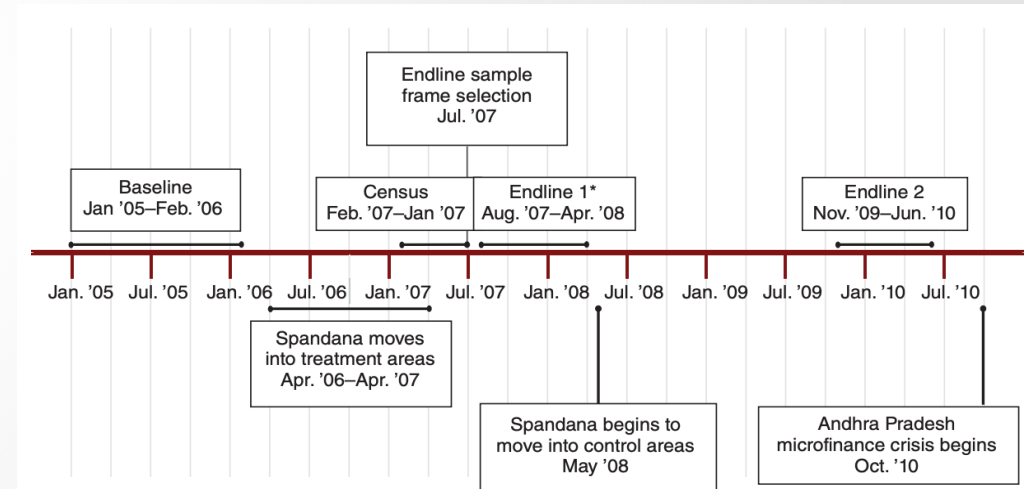 Endline sample
frame selection
Jul. ’07
Baseline
Jan ’05–Feb. ’06
Census
Feb. ’07–Jan ’07
Endline 1*
Aug. ’07–Apr. ’08
Endline 2
Nov. ’09–Jun. ’10
Jan. ’05 Jul. ’05 Jan. ’06 Jul. ’06 Jan. ’07 Jul. ’07 Jan. ’08 Jul. ’08 Jan. ’09 Jul. ’09 Jan. ’10 Jul. ’10
Spandana moves
into treatment areas
Apr. ’06–Apr. ’07
Spandana begins to
move into control areas
May ’08
Andhra Pradesh
microfinance crisis begins
Oct. ’10